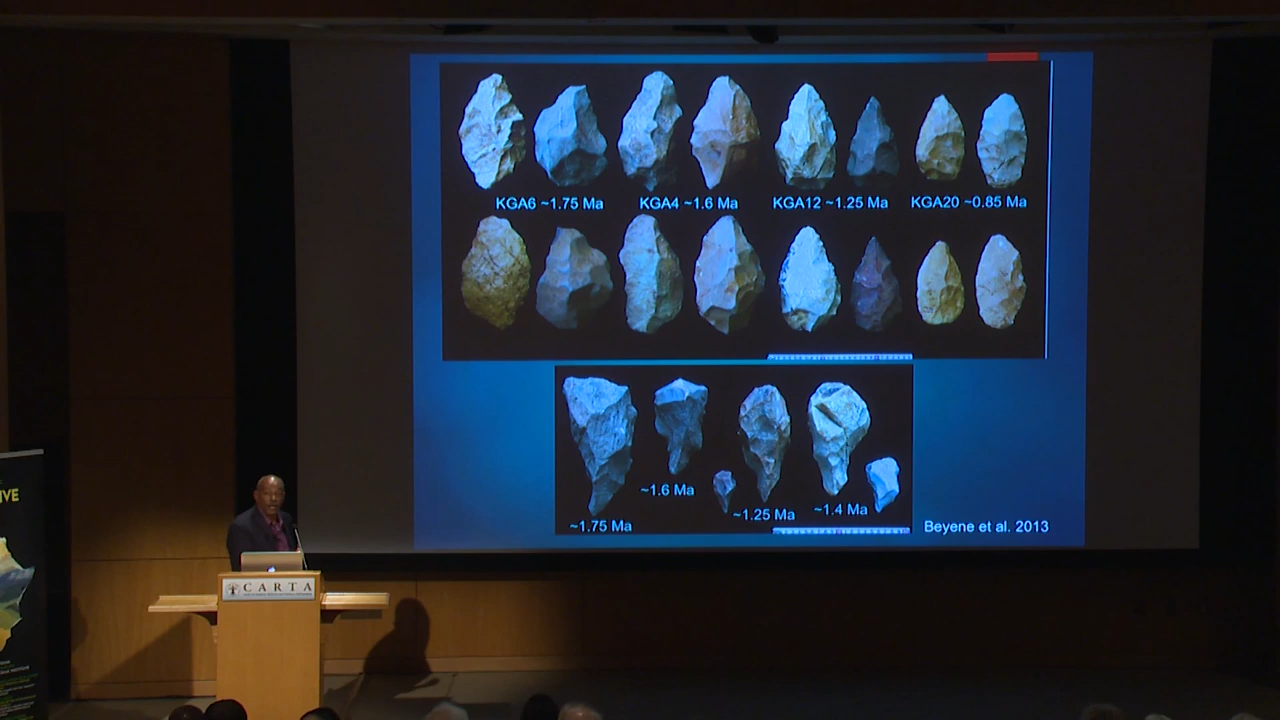 KGA6 ~1.75 Ma
KGA4 ~1.6 Ma
KGA12 ~1.25 Ma
KGA20 ~0.85 Ma
~1.6 Ma
~1.75 Ma
~1.25 Ma
~1.4 Ma
Beyene et al. 2013
IVE
CARTA